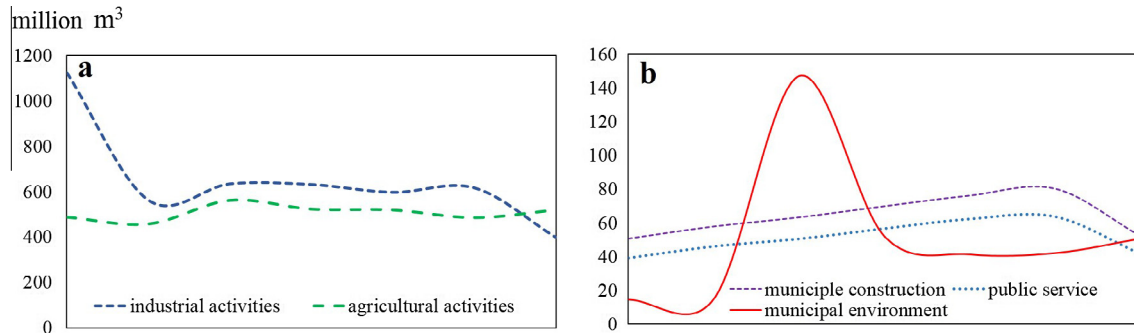 million m³
1200
1000
800
600
400
200
0
a
industrial activities
agricultural activities
160
140
120
100
80
60
40
20
0
b
municiple construction
public service
municipal environment